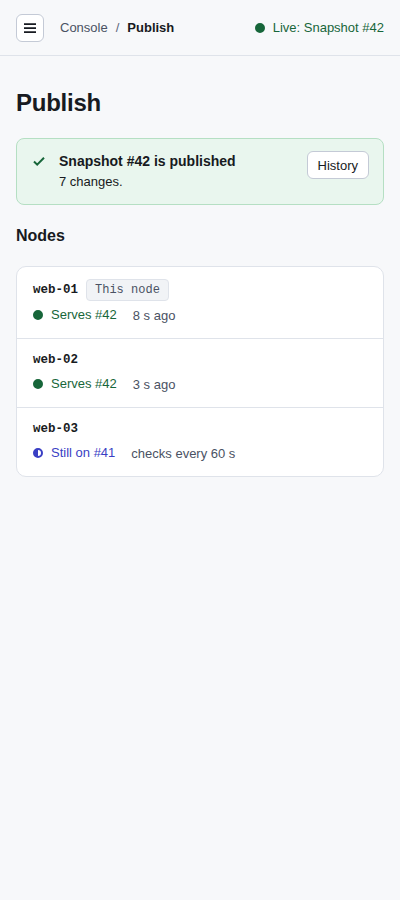 Console / Publish
Live: Snapshot #42
Publish
Snapshot #42 is published
7 changes.
History
Nodes
web-01 This node
Serves #42 8 s ago
web-02
Serves #42 3 s ago
web-03
Still on #41 checks every 60 s